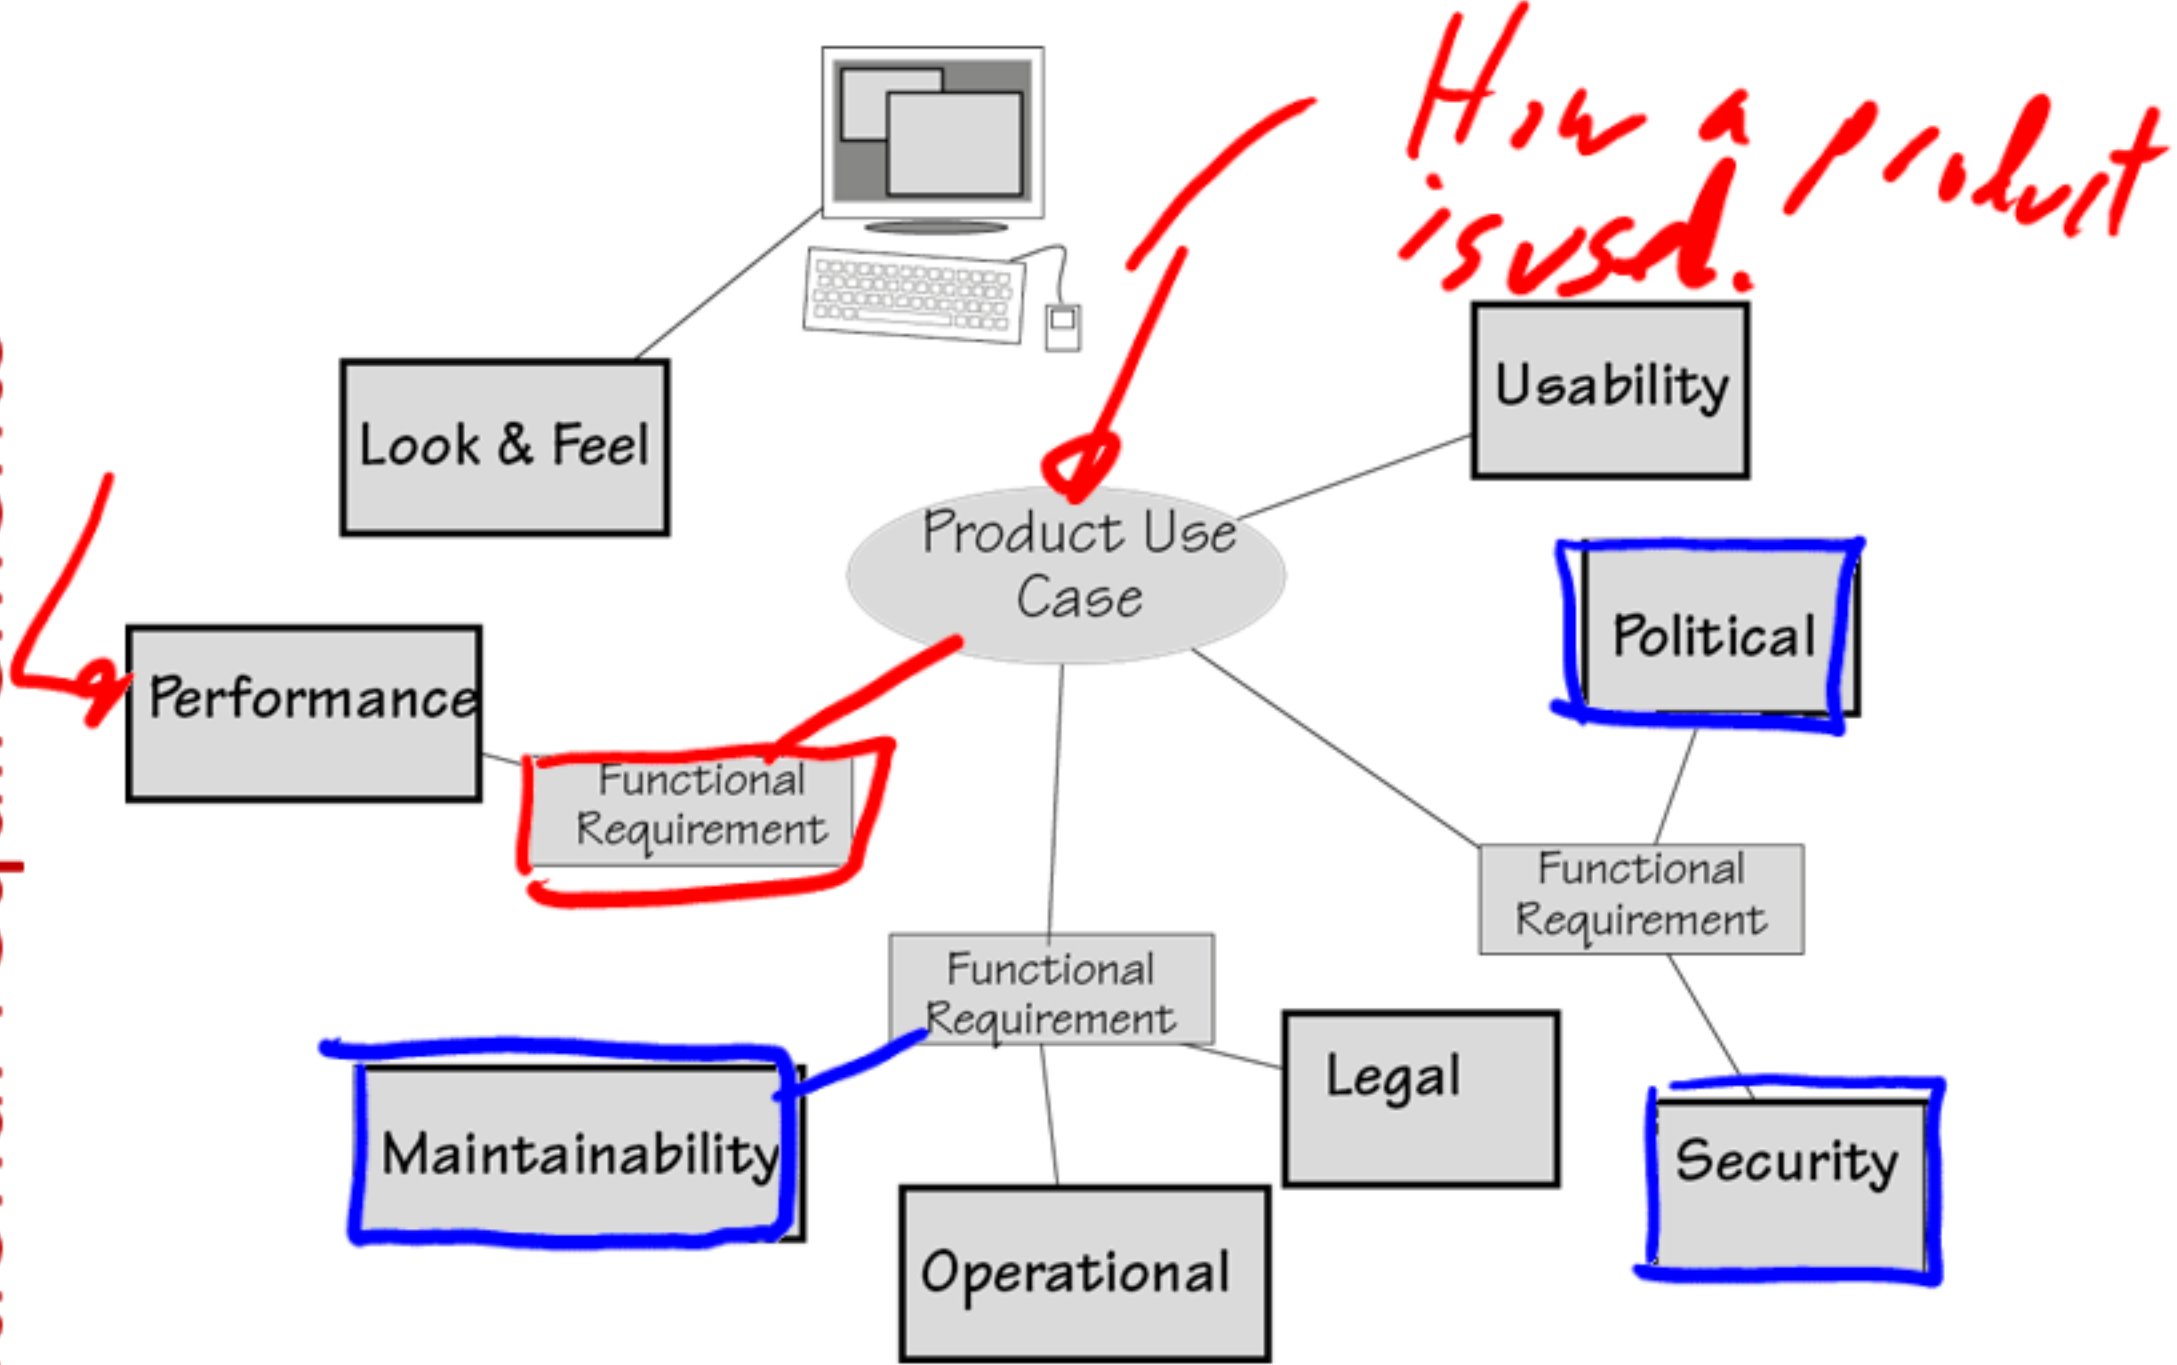 How a product
is used.
Look & Feel
Usability
Product Use
Case
Political
Performance
Functional
Requirement
Functional
Requirement
Functional
Requirement
Legal
Maintainability
Security
Operational